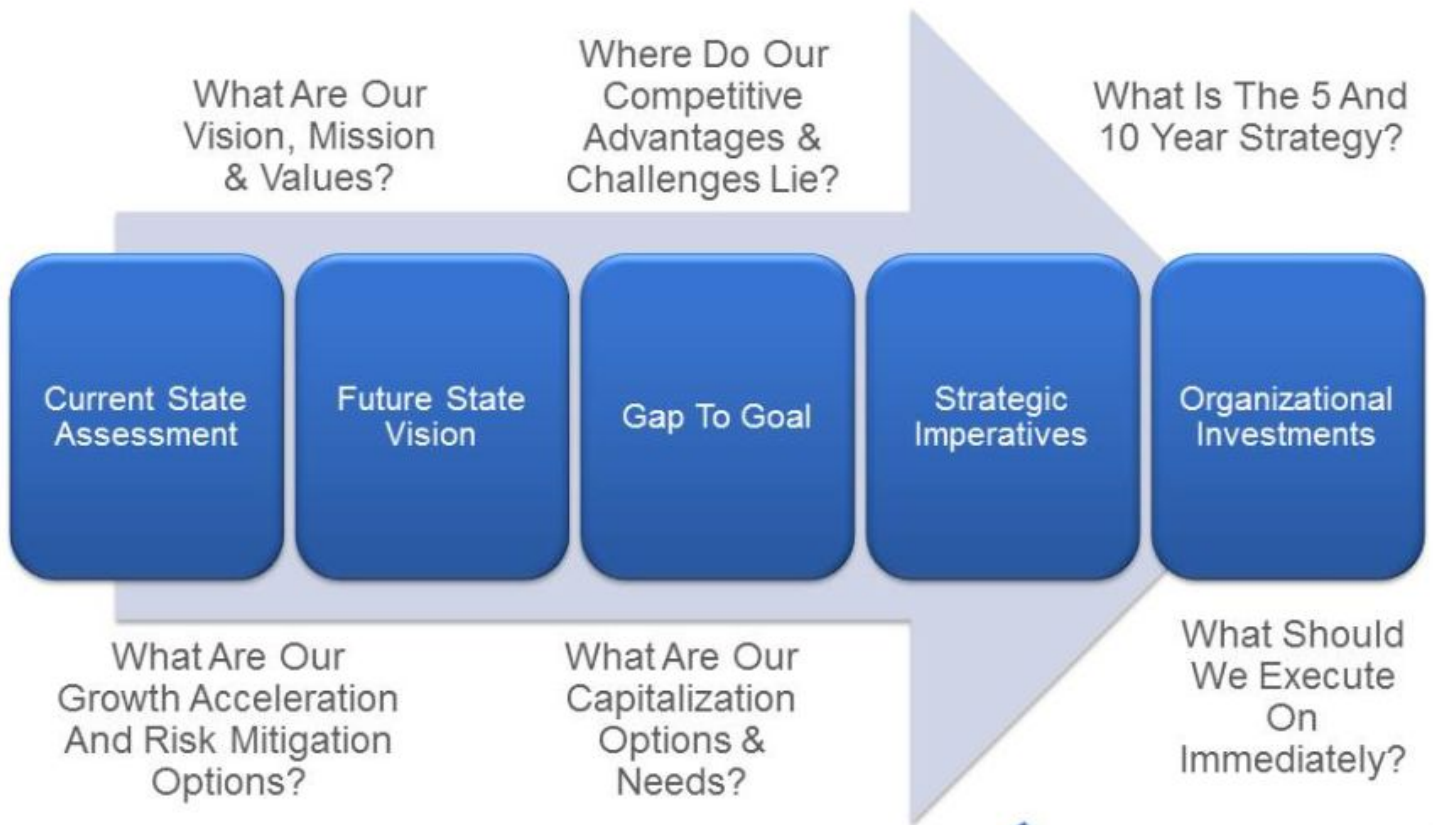 What Are Our
Vision, Mission
& Values?
Where Do Our
Competitive
Advantages &
Challenges Lie?
What Is The 5 And
10 Year Strategy?
Current State
Assessment
Future State
Vision
Gap To Goal
Strategic
Imperatives
Organizational
Investments
What Are Our
Growth Acceleration
And Risk Mitigation
Options?
What Are Our
Capitalization
Options &
Needs?
What Should
We Execute
On
Immediately?